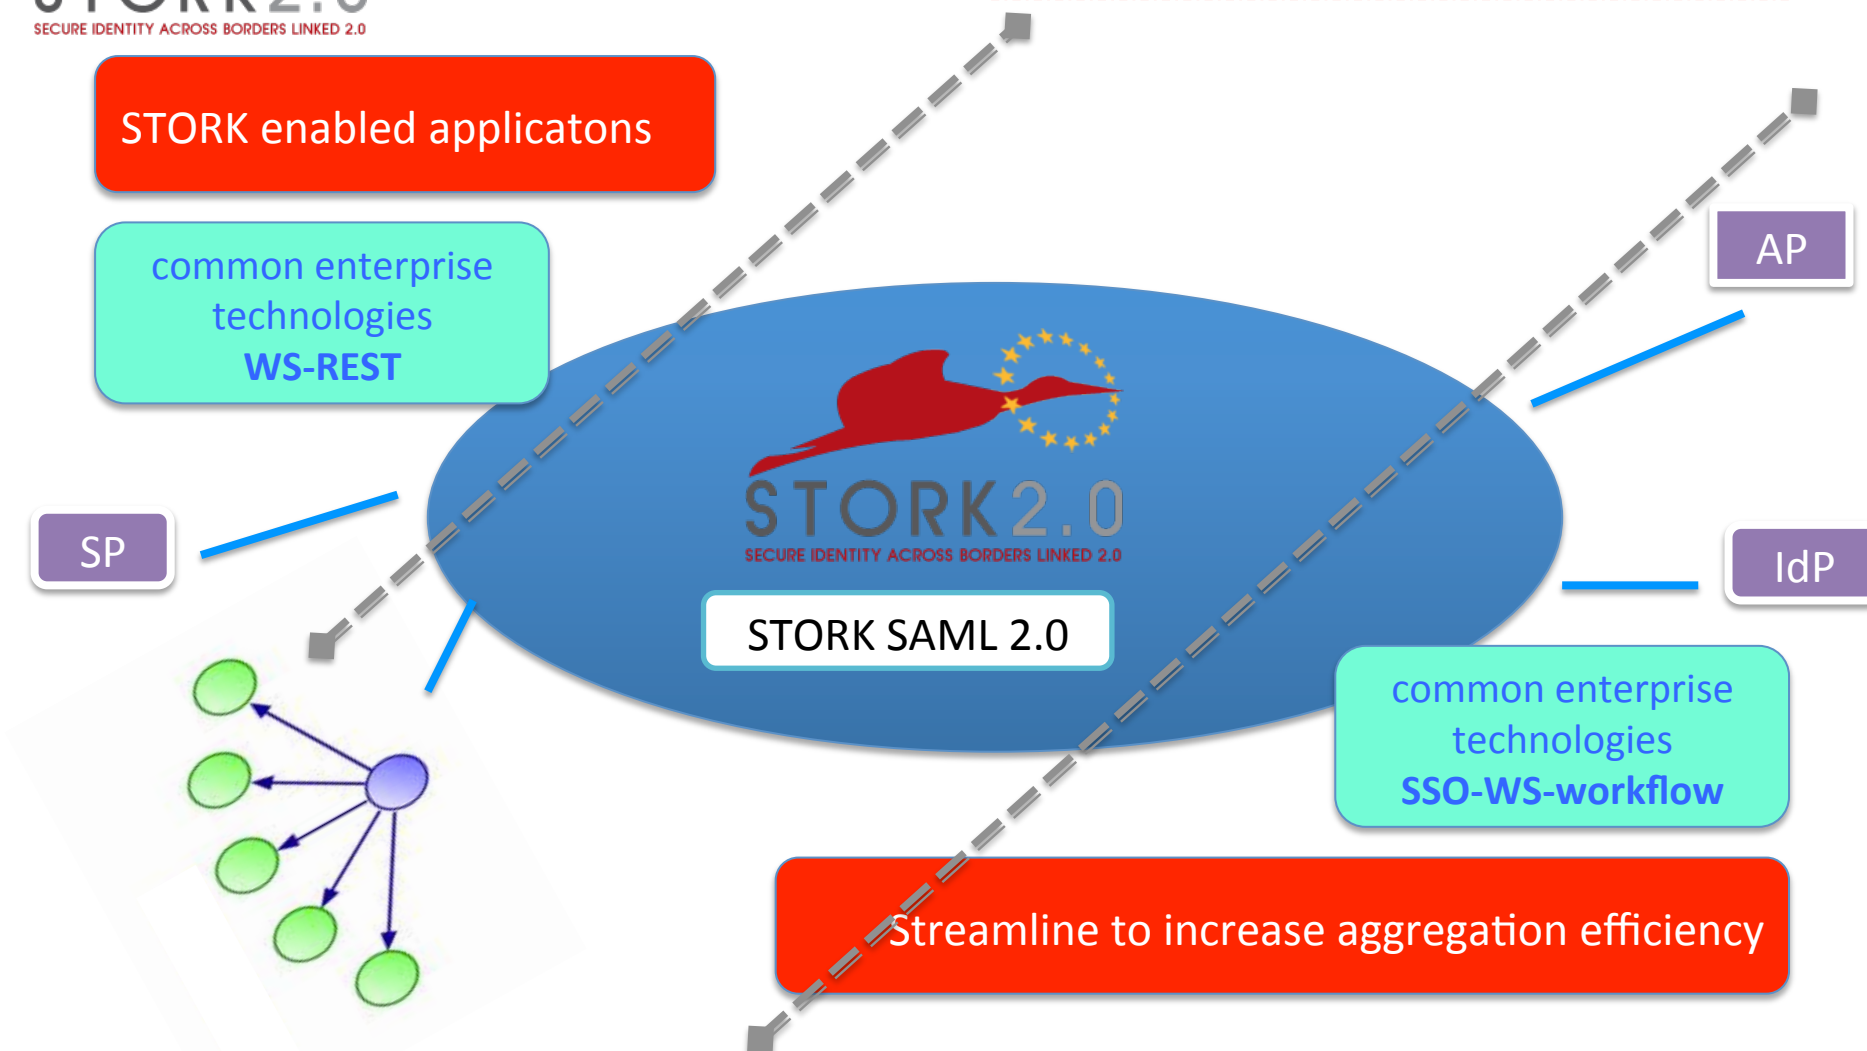 STORK2.0
SECURE IDENTITY ACROSS BORDERS LINKED 2.0
STORK enabled applicatons
common enterprise
technologies
WS-REST
AP
STORK2.0
SECURE IDENTITY ACROSS BORDERS LINKED 2.0
SP
IdP
STORK SAML 2.0
common enterprise
technologies
SSO-WS-workflow
Streamline to increase aggregation efficiency